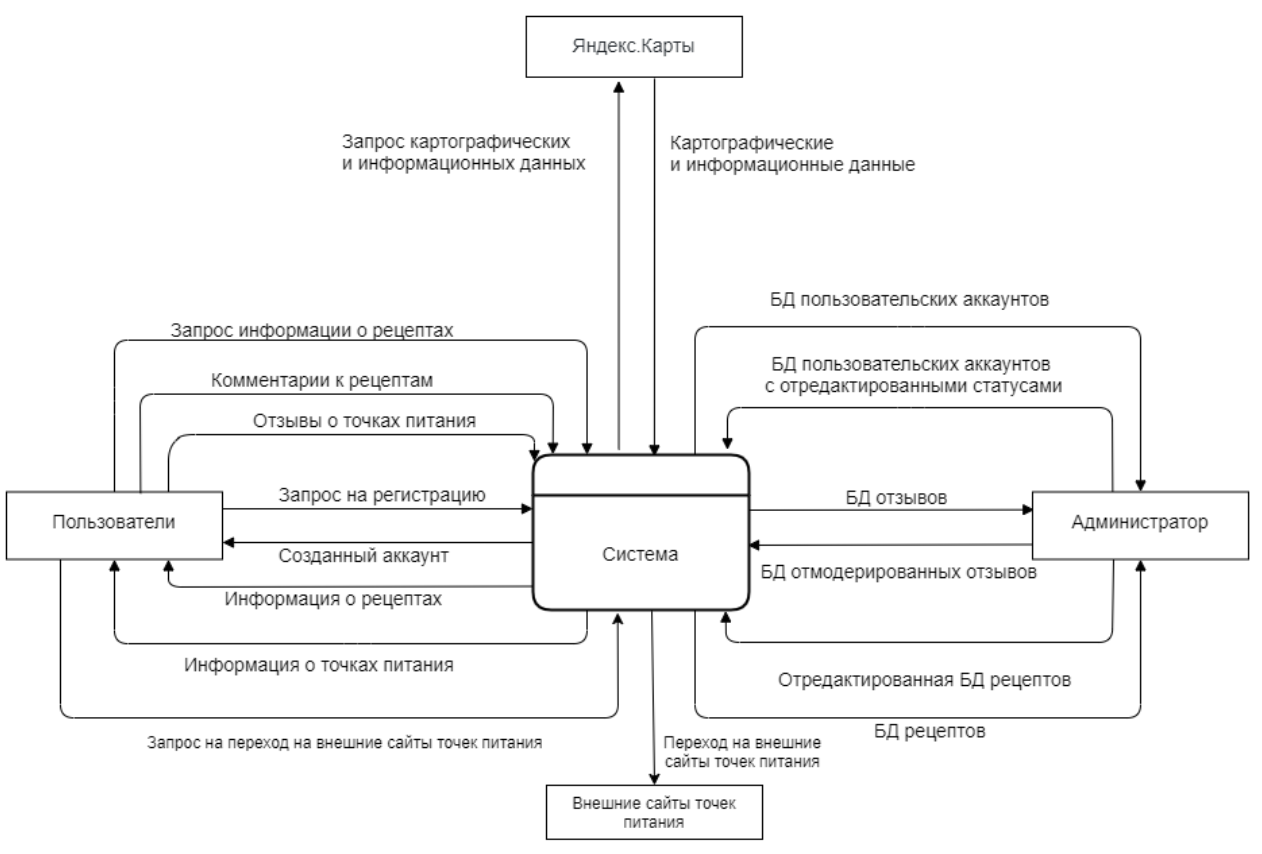 Яндекс.Карты
Запрос картографических
и информационных данных
Картографические
и информационные данные
БД пользовательских аккаунтов
Запрос информации о рецептах
БД пользовательских аккаунтов
с отредактированными статусами
Комментарии к рецептам
Отзывы о точках питания
Запрос на регистрацию
БД отзывов
Пользователи
Администратор
Созданный аккаунт
Система
БД отмодерированных отзывов
Информация о рецептах
Информация о точках питания
Отредактированная БД рецептов
БД рецептов
Запрос на переход на внешние сайты точек питания
Переход на внешние
сайты точек питания
Внешние сайты точек
питания